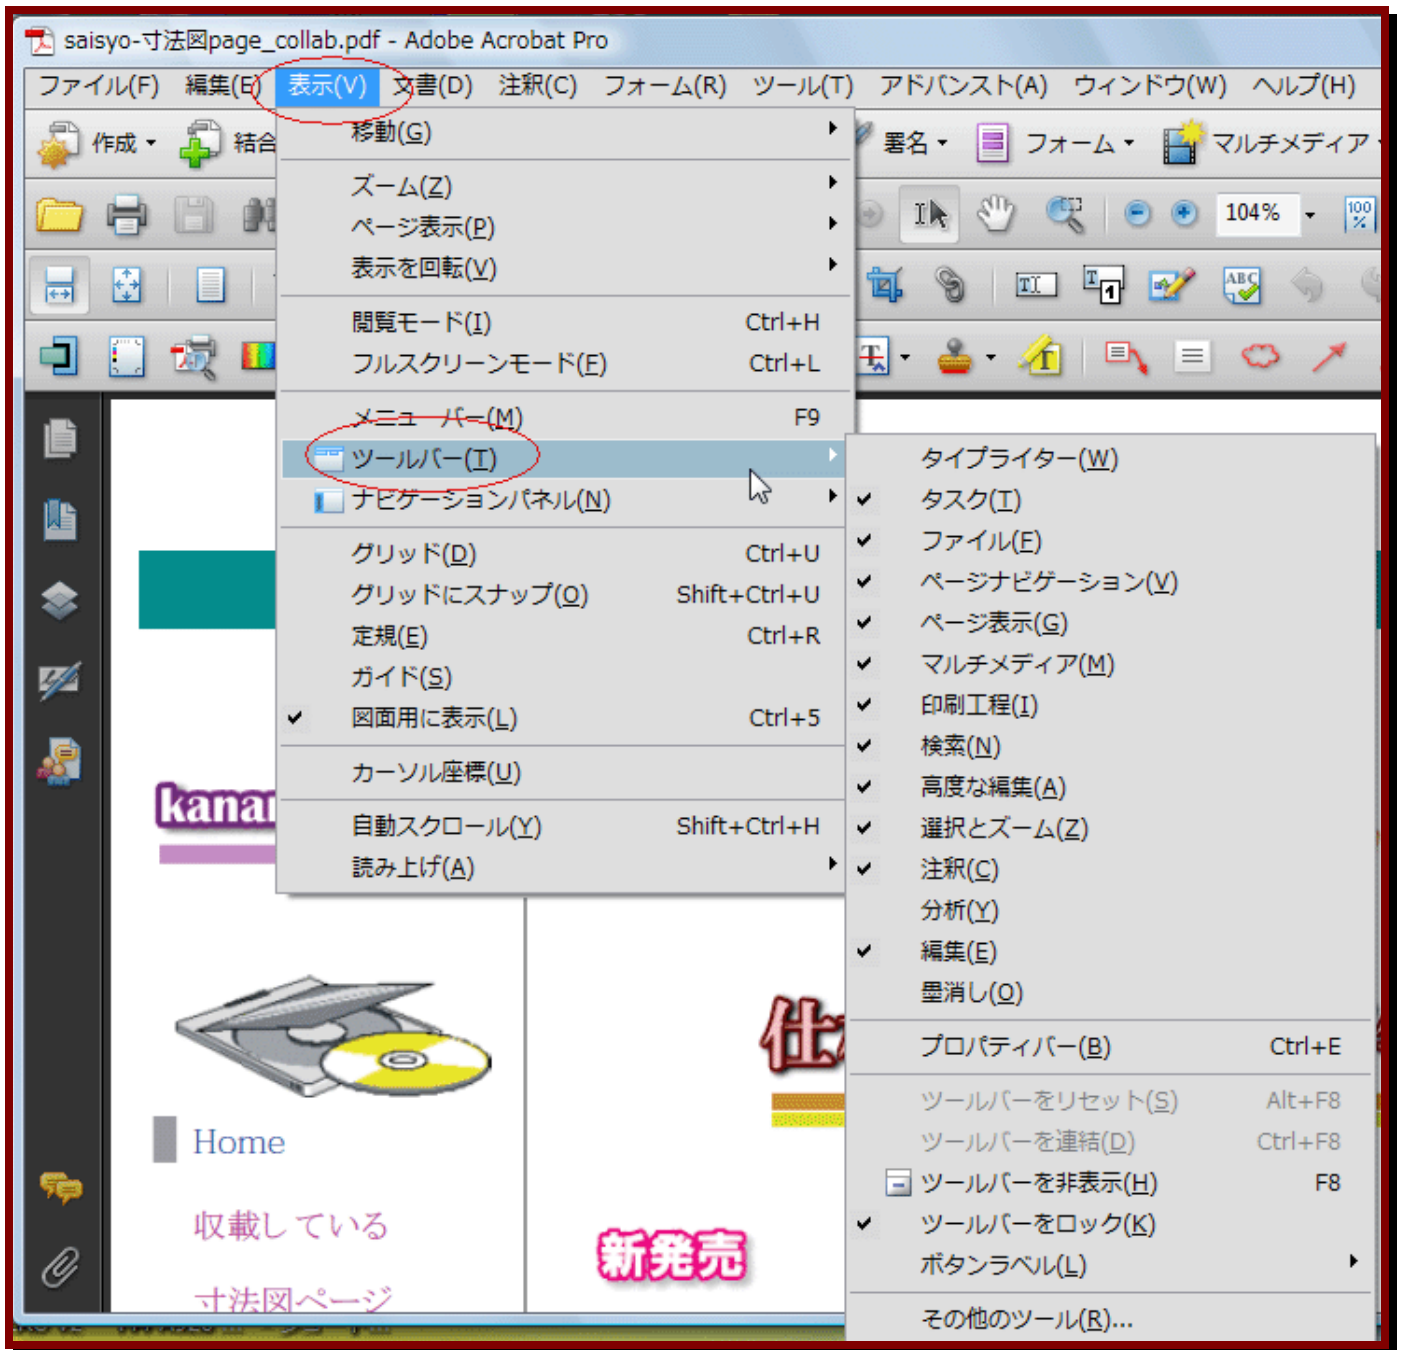 saisyo-寸法図page_collab.pdf - Adobe Acrobat Pro
ファイル(F) 編集(E) 表示(V) 文書(D) 注釈(C) フォーム(R) ツール(T) アドバンスト(A) ウィンドウ(W) ヘルプ(H)
作成 結合 署名 フォーム マルチメディア
104%
移動(G)
ズーム(Z)
ページ表示(P)
表示を回転(V)
閲覧モード(I) Ctrl+H
フルスクリーンモード(F) Ctrl+L
メニューバー(M) F9
ツールバー(T)
ナビゲーションパネル(N)
グリッド(D) Ctrl+U
グリッドにスナップ(O) Shift+Ctrl+U
定規(E) Ctrl+R
ガイド(S)
図面用に表示(L) Ctrl+5
カーソル座標(U)
自動スクロール(Y) Shift+Ctrl+H
読み上げ(A)
タイプライター(W)
タスク(T)
ファイル(F)
ページナビゲーション(V)
ページ表示(G)
マルチメディア(M)
印刷工程(I)
検索(N)
高度な編集(A)
選択とズーム(Z)
注釈(C)
分析(Y)
編集(E)
墨消し(O)
プロパティバー(B) Ctrl+E
ツールバーをリセット(S) Alt+F8
ツールバーを連結(D) Ctrl+F8
ツールバーを非表示(H) F8
ツールバーをロック(K)
ボタンラベル(L)
その他のツール(R)...
kana
仕
Home
収載している
寸法図ページ
新発売